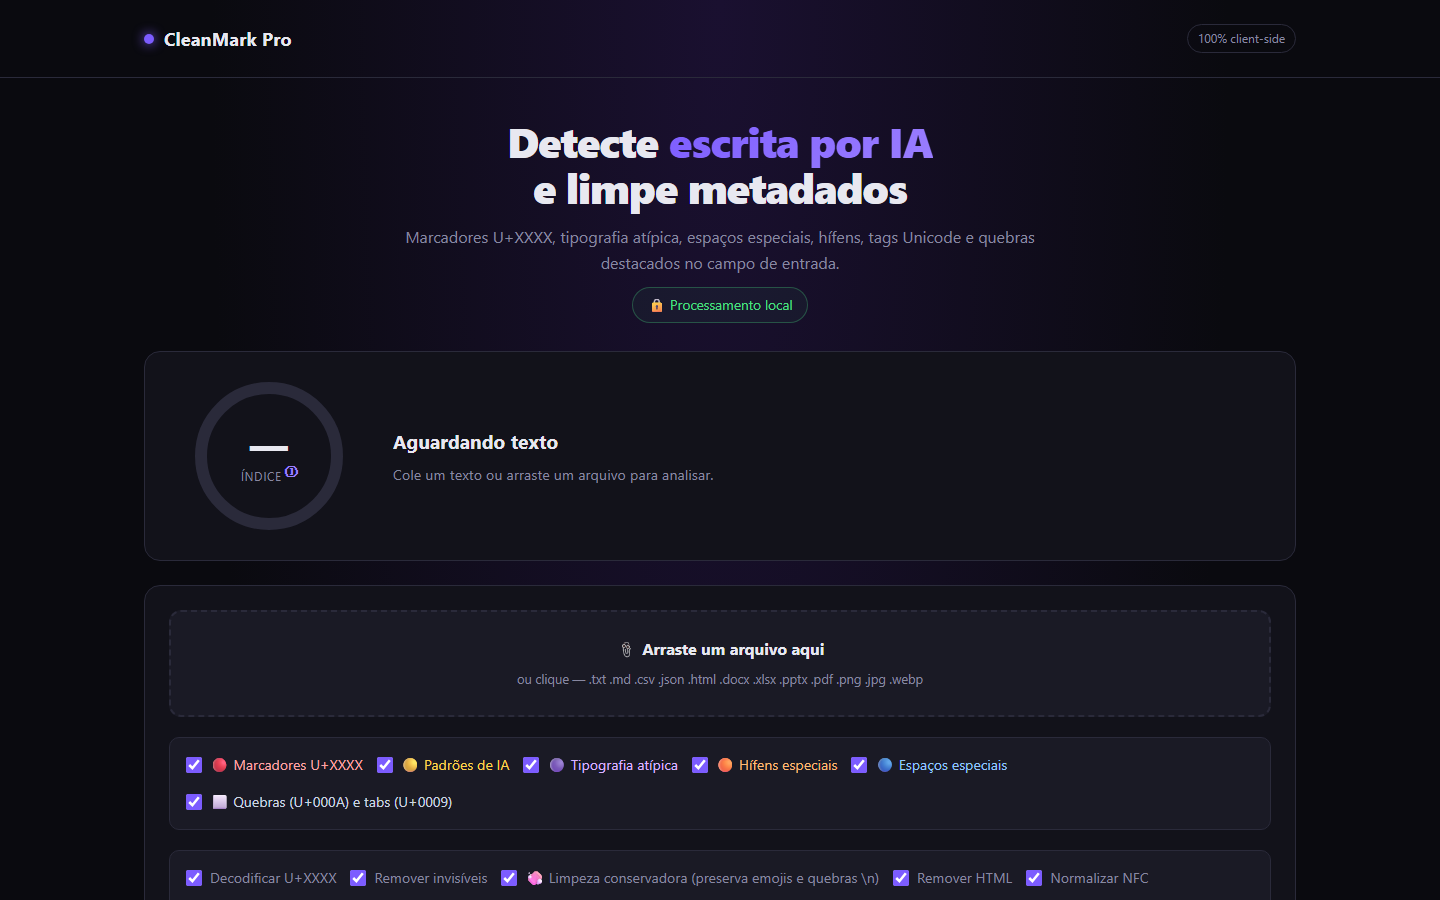 CleanMark Pro
100% client-side
Detecte escrita por IA
e limpe metadados
Marcadores U+XXXX, tipografia atípica, espaços especiais, hífens, tags Unicode e quebras
destacados no campo de entrada.
🔒 Processamento local
—
ÍNDICE ⓘ
Aguardando texto
Cole um texto ou arraste um arquivo para analisar.
📎 Arraste um arquivo aqui
ou clique — .txt .md .csv .json .html .docx .xlsx .pptx .pdf .png .jpg .webp
🔴 Marcadores U+XXXX 🟡 Padrões de IA 🟣 Tipografia atípica 🟠 Hífens especiais 🔵 Espaços especiais
⬜ Quebras (U+000A) e tabs (U+0009)
Decodificar U+XXXX Remover invisíveis 🧼 Limpeza conservadora (preserva emojis e quebras \n) Remover HTML Normalizar NFC